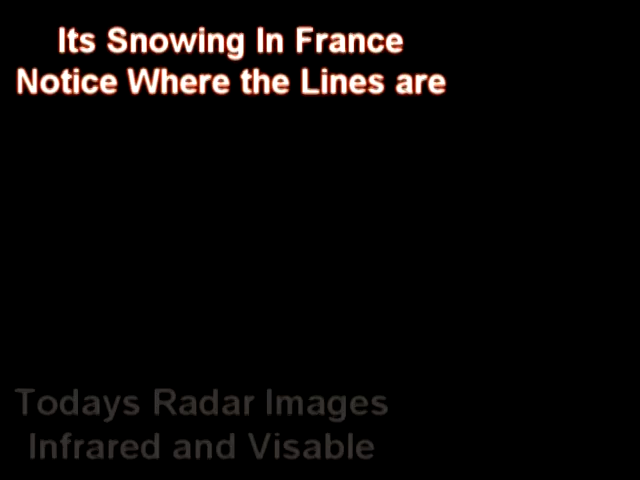 Its Snowing In France
Notice Where the Lines are
Todays Radar Images
Infrared and Visable